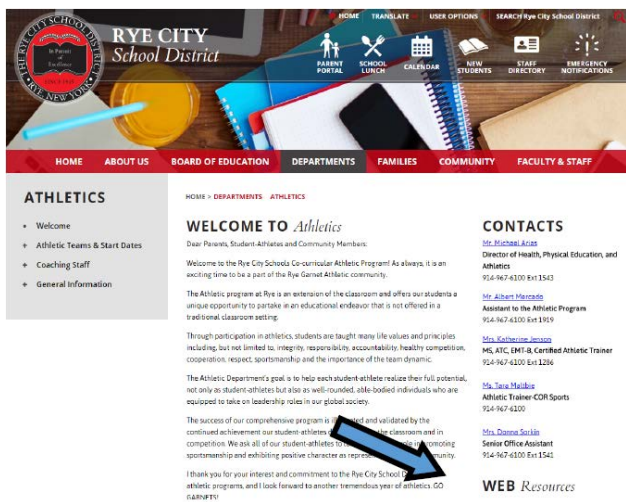 HOME TRANSLATE USER OPTIONS SEARCH Rye City School District
THE RYE CITY SCHOOL DISTRICT
In Pursuit
of
Excellence
RYE, NEW YORK
RYE CITY
School District
PARENT PORTAL
SCHOOL LUNCH
CALENDAR
NEW STUDENTS
STAFF DIRECTORY
EMERGENCY NOTIFICATIONS
HOME ABOUT US BOARD OF EDUCATION DEPARTMENTS FAMILIES COMMUNITY FACULTY & STAFF
ATHLETICS
Welcome
Athletic Teams & Start Dates
Coaching Staff
General Information
HOME > DEPARTMENTS ATHLETICS
WELCOME TO Athletics
Dear Parents, Student-Athletes and Community Members:
Welcome to the Rye City Schools Co-curricular Athletic Program! As always, it is an
exciting time to be a part of the Rye Garnet Athletic community.
The Athletic program at Rye is an extension of the classroom and offers our students a
unique opportunity to partake in an educational endeavor that is not offered in a
traditional classroom setting.
Through participation in athletics, students are taught many life values and principles
including, but not limited to, integrity, responsibility, accountability, healthy competition,
cooperation, respect, sportsmanship and the importance of the team dynamic.
The Athletic Department's goal is to help each student-athlete realize their full potential,
not only as student-athletes but also as well-rounded, able-bodied individuals who are
equipped to take on leadership roles in our global society.
The success of our comprehensive program is and validated by the
continued achievement our student-athletes the classroom and in
competition. We ask all of our student-athletes to in promoting
sportsmanship and exhibiting positive character as
I thank you for your interest and commitment to the Rye City School
athletic programs, and I look forward to another tremendous year of athletics. GO
GARNETS!
CONTACTS
Mr. Michael Arias
Director of Health, Physical Education, and
Athletics
914-967-6100 Ext 1543
Mr. Albert Mercado
Assistant to the Athletic Program
914-967-6100 Ext 1919
Mrs. Katherine Jenson
MS, ATC, EMT-B, Certified Athletic Trainer
914-967-6100 Ext 1286
Ms. Tara Maltbie
Athletic Trainer-COR Sports
914-967-6100
Mrs. Donna Sorkin
Senior Office Assistant
914-967-6100 Ext 1541
WEB Resources